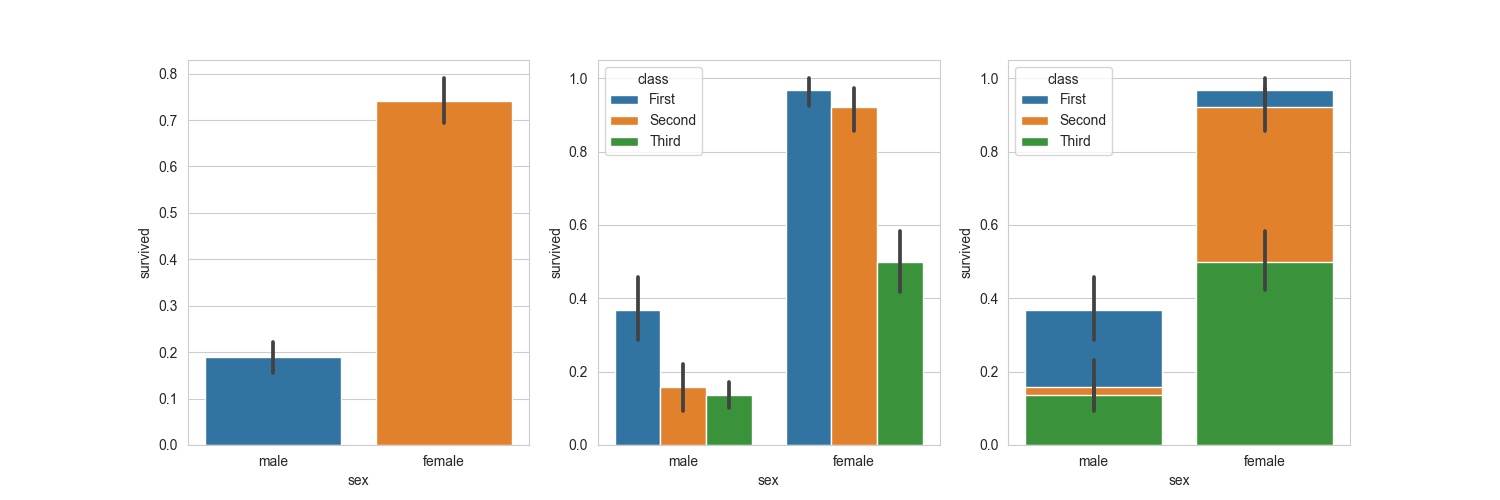 0.8
0.7
0.6
0.5
0.4
0.3
0.2
0.1
0.0
survived
male female
sex
1.0
0.8
0.6
0.4
0.2
0.0
survived
class
First
Second
Third
male female
sex
1.0
0.8
0.6
0.4
0.2
0.0
survived
class
First
Second
Third
male female
sex